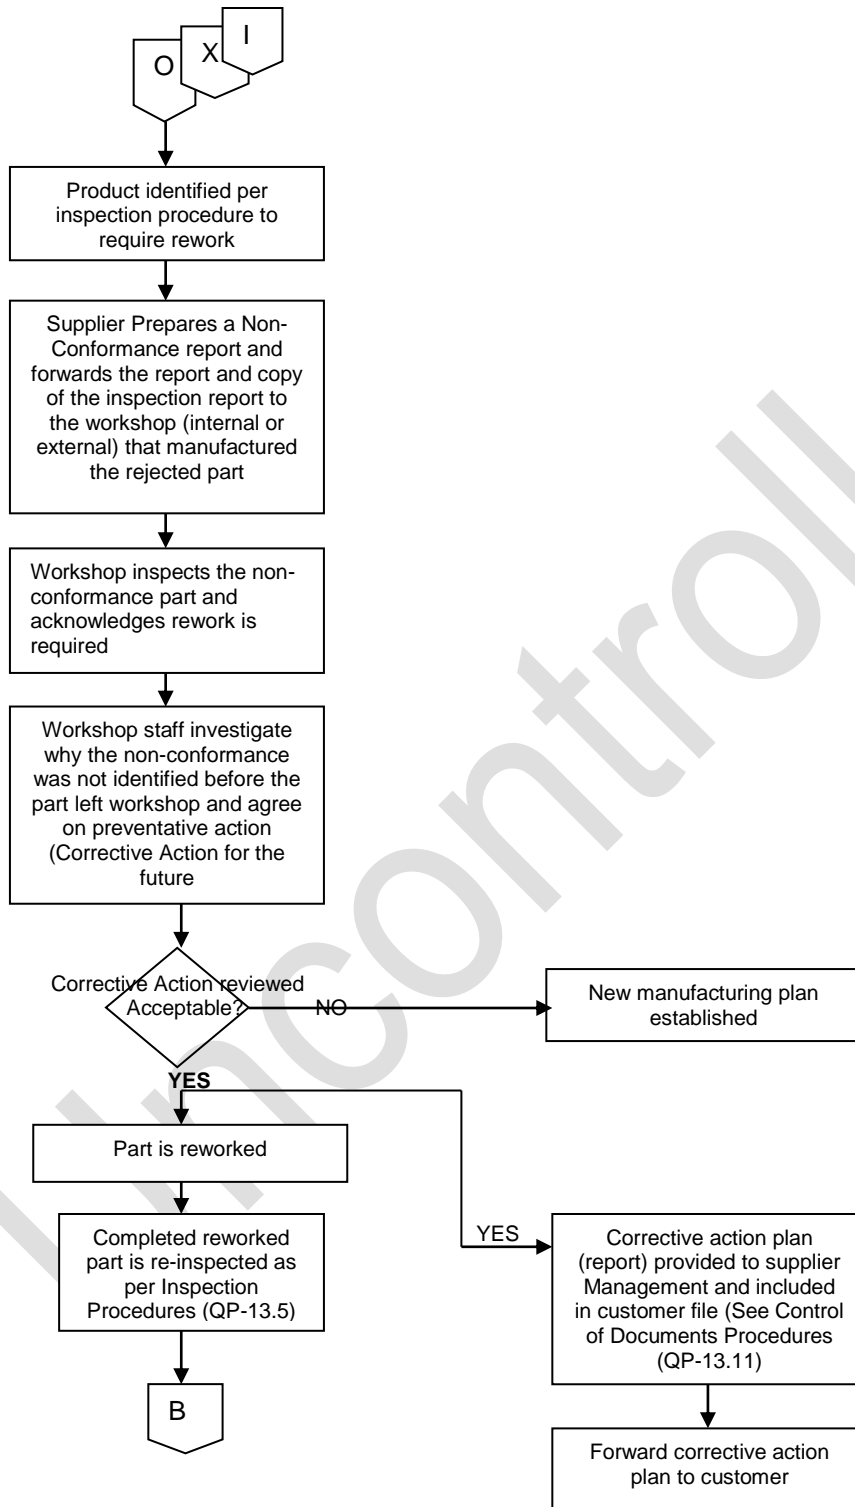 O
X
I
Product identified per
inspection procedure to
require rework
Supplier Prepares a Non-
Conformance report and
forwards the report and copy
of the inspection report to
the workshop (internal or
external) that manufactured
the rejected part
Workshop inspects the non-
conformance part and
acknowledges rework is
required
Workshop staff investigate
why the non-conformance
was not identified before the
part left workshop and agree
on preventative action
(Corrective Action for the
future
Corrective Action reviewed
Acceptable?
NO
New manufacturing plan
established
YES
Part is reworked
Completed reworked
part is re-inspected as
per Inspection
Procedures (QP-13.5)
YES
Corrective action plan
(report) provided to supplier
Management and included
in customer file (See Control
of Documents Procedures
(QP-13.11)
B
Forward corrective action
plan to customer
Uncontroll